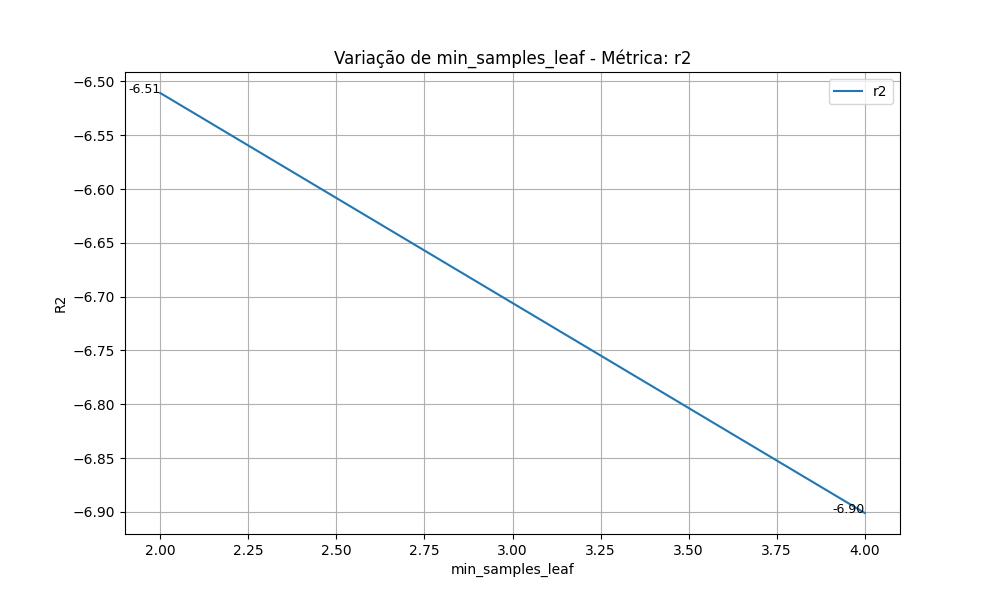 Variação de min_samples_leaf - Métrica: r2
r2
-6.51
-6.90
−6.50
−6.55
−6.60
−6.65
−6.70
−6.75
−6.80
−6.85
−6.90
R2
2.00 2.25 2.50 2.75 3.00 3.25 3.50 3.75 4.00
min_samples_leaf